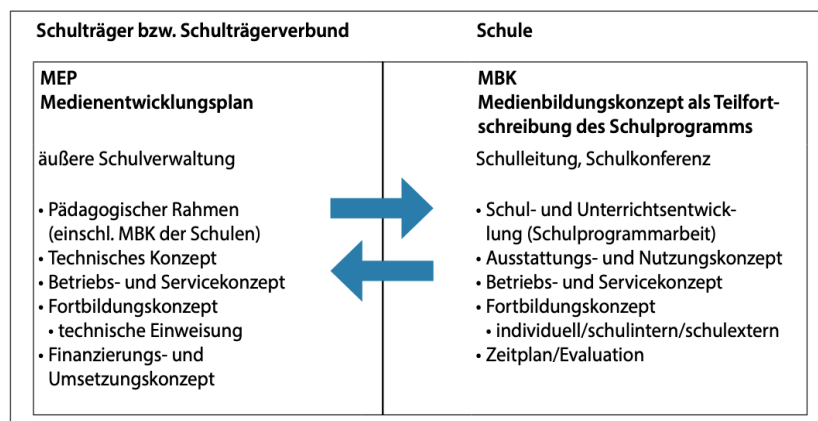 Schulträger bzw. Schulträgerverbund
MEP
Medienentwicklungsplan
äußere Schulverwaltung
• Pädagogischer Rahmen
(einschl. MBK der Schulen)
• Technisches Konzept
• Betriebs- und Servicekonzept
• Fortbildungskonzept
• technische Einweisung
• Finanzierungs- und
Umsetzungskonzept
Schule
MBK
Medienbildungskonzept als Teilfort-
schreibung des Schulprogramms
Schulleitung, Schulkonferenz
• Schul- und Unterrichtsentwick-
lung (Schulprogrammarbeit)
• Ausstattungs- und Nutzungskonzept
• Betriebs- und Servicekonzept
• Fortbildungskonzept
• individuell/schulintern/schulextern
• Zeitplan/Evaluation